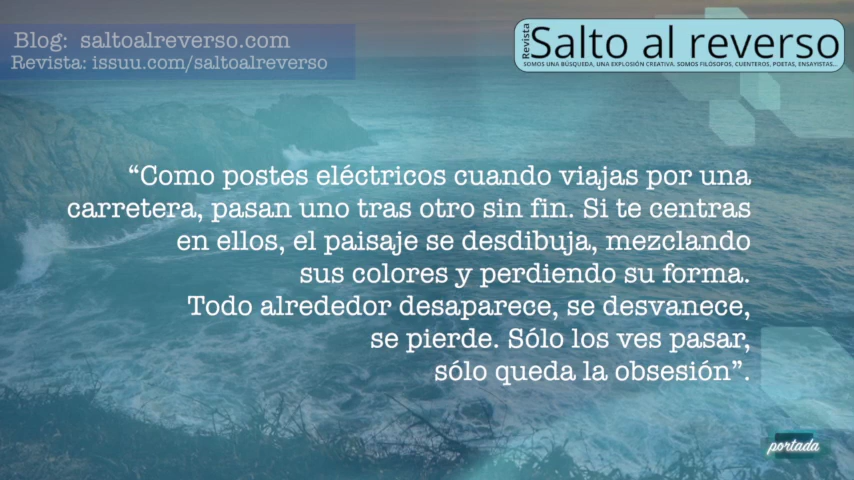 Blog: saltoalreverso.com
Revista: issuu.com/saltoalreverso
Revista
Salto al reverso
SOMOS UNA BÚSQUEDA, UNA EXPLOSIÓN CREATIVA. SOMOS FILÓSOFOS, CUENTEROS, POETAS, ENSAYISTAS...
“Como postes eléctricos cuando viajas por una
carretera, pasan uno tras otro sin fin. Si te centras
en ellos, el paisaje se desdibuja, mezclando
sus colores y perdiendo su forma.
Todo alrededor desaparece, se desvanece,
se pierde. Sólo los ves pasar,
sólo queda la obsesión”.
portada